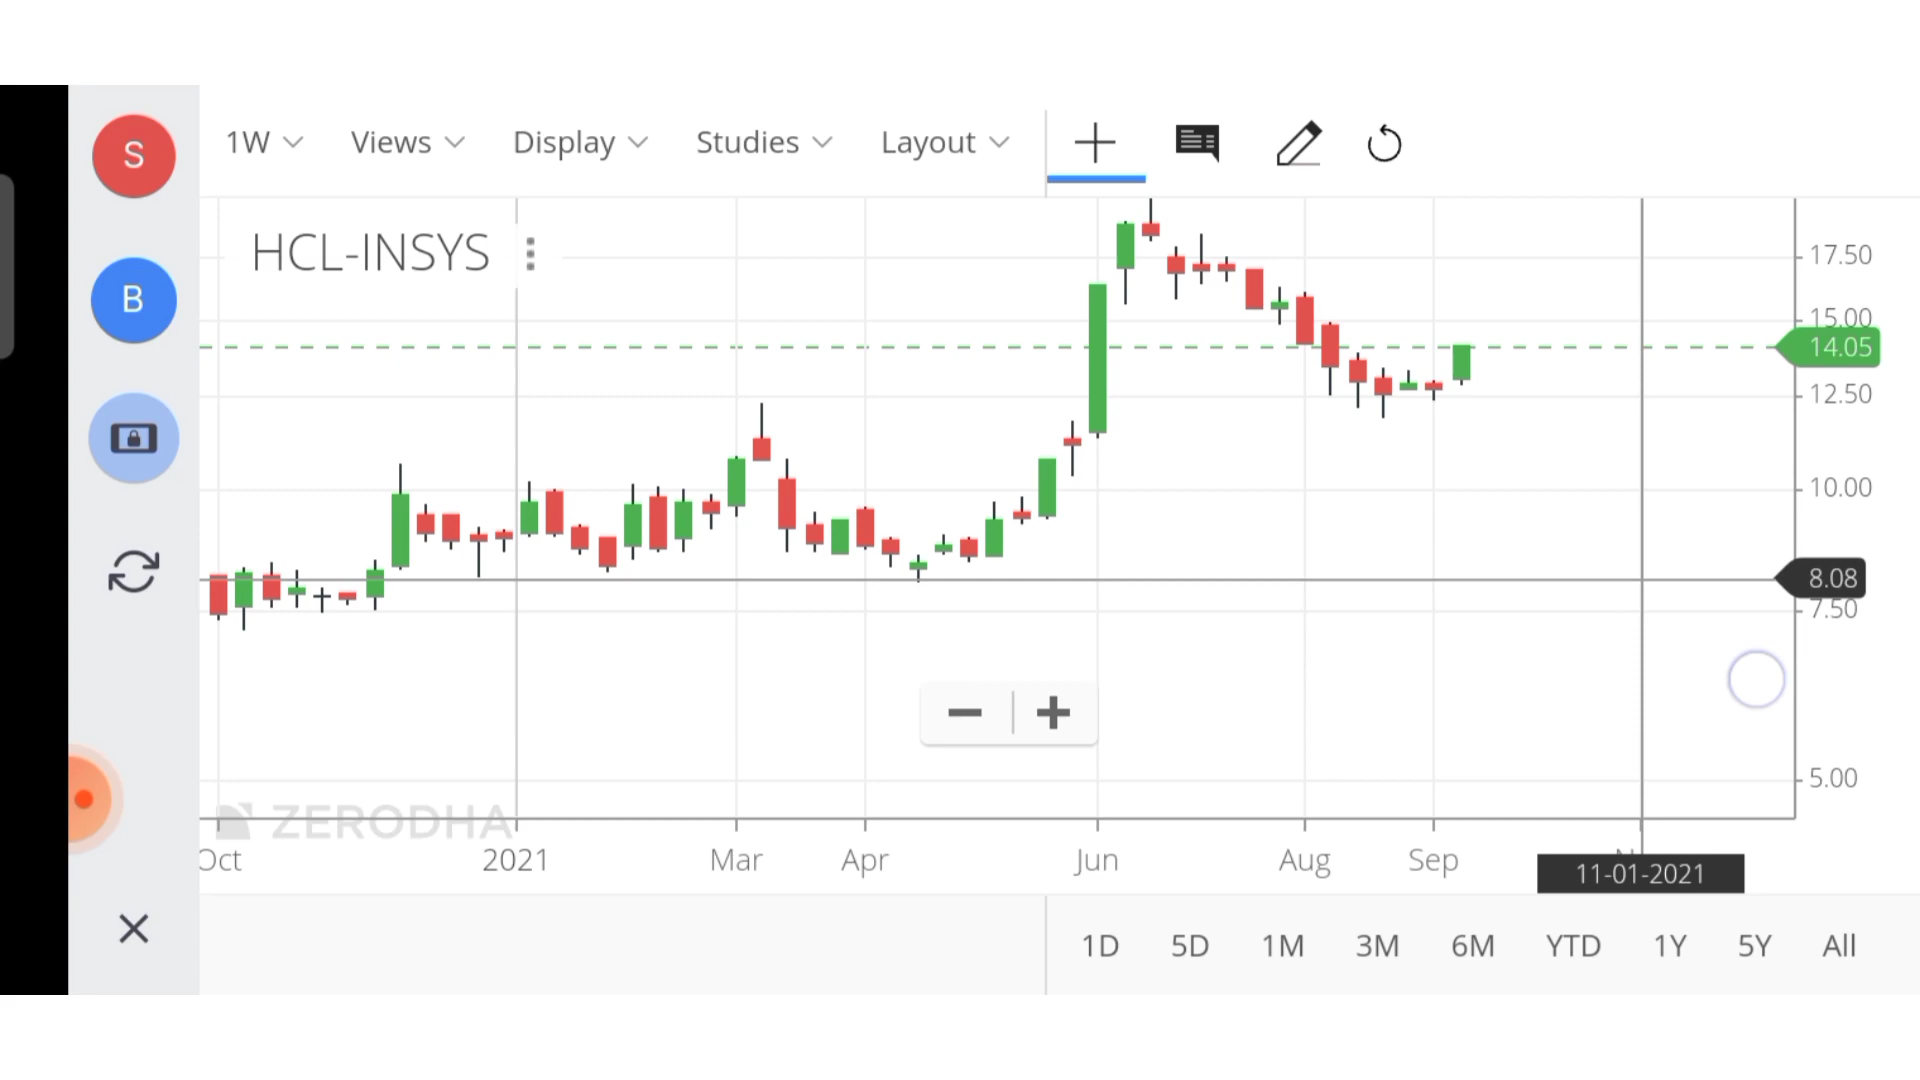 S
B
1W Views Display Studies Layout
HCL-INSYS
17.50
15.00
14.05
12.50
10.00
8.08
7.50
5.00
ZERODHA
Oct 2021 Mar Apr Jun Aug Sep
11-01-2021
1D 5D 1M 3M 6M YTD 1Y 5Y All